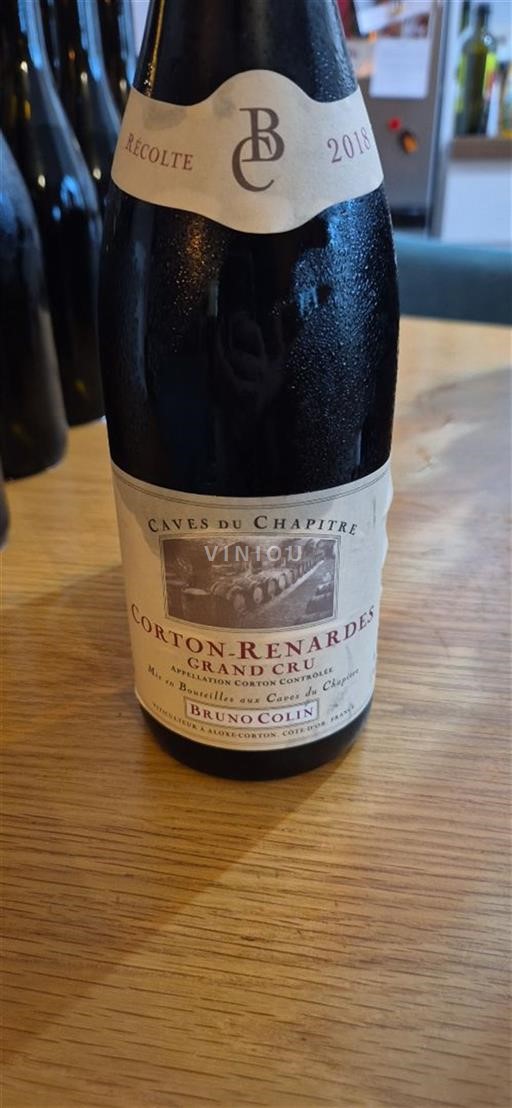 RÉCOLTE
BC
2018
CAVES DU CHAPITRE
VINIOU
CORTON-RENARDES
GRAND CRU
APPELLATION CORTON CONTRÔLÉE
Mis en Bouteilles aux Caves du Chapitre
BRUNO COLIN
VITICULTEUR À ALOXE-CORTON, CÔTE-D'OR, FRANCE